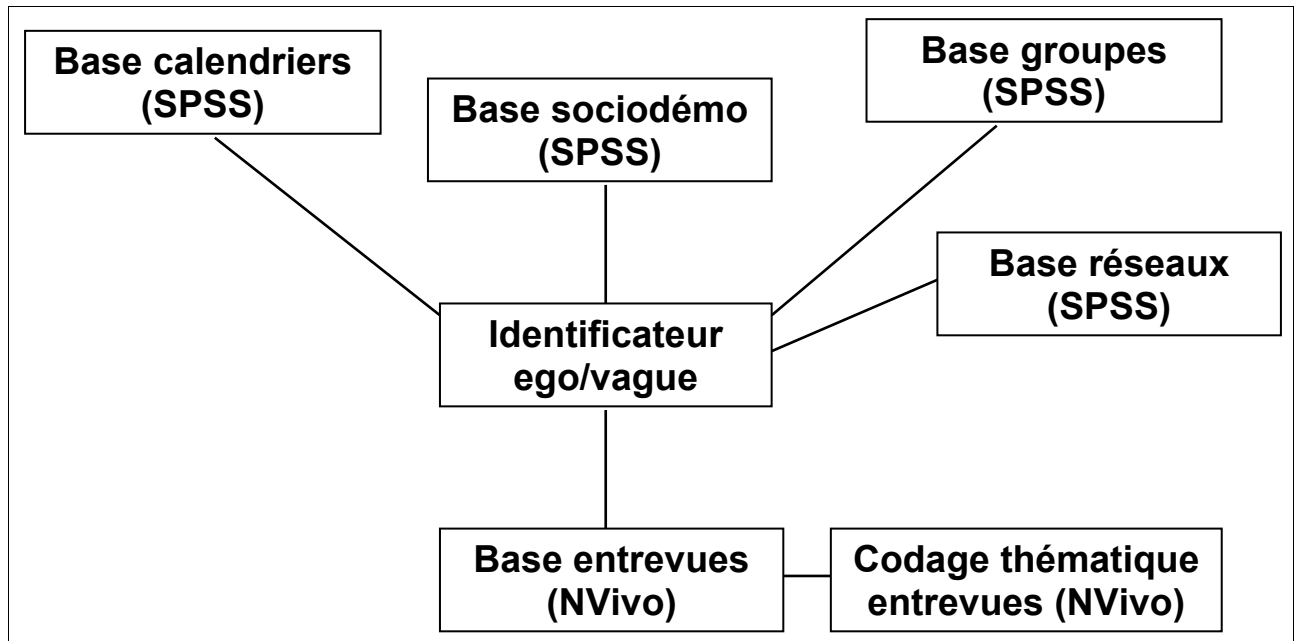 Base calendriers
(SPSS)
Base sociodémo
(SPSS)
Base groupes
(SPSS)
Base réseaux
(SPSS)
Identificateur
ego/vague
Base entrevues
(NVivo)
Codage thématique
entrevues (NVivo)